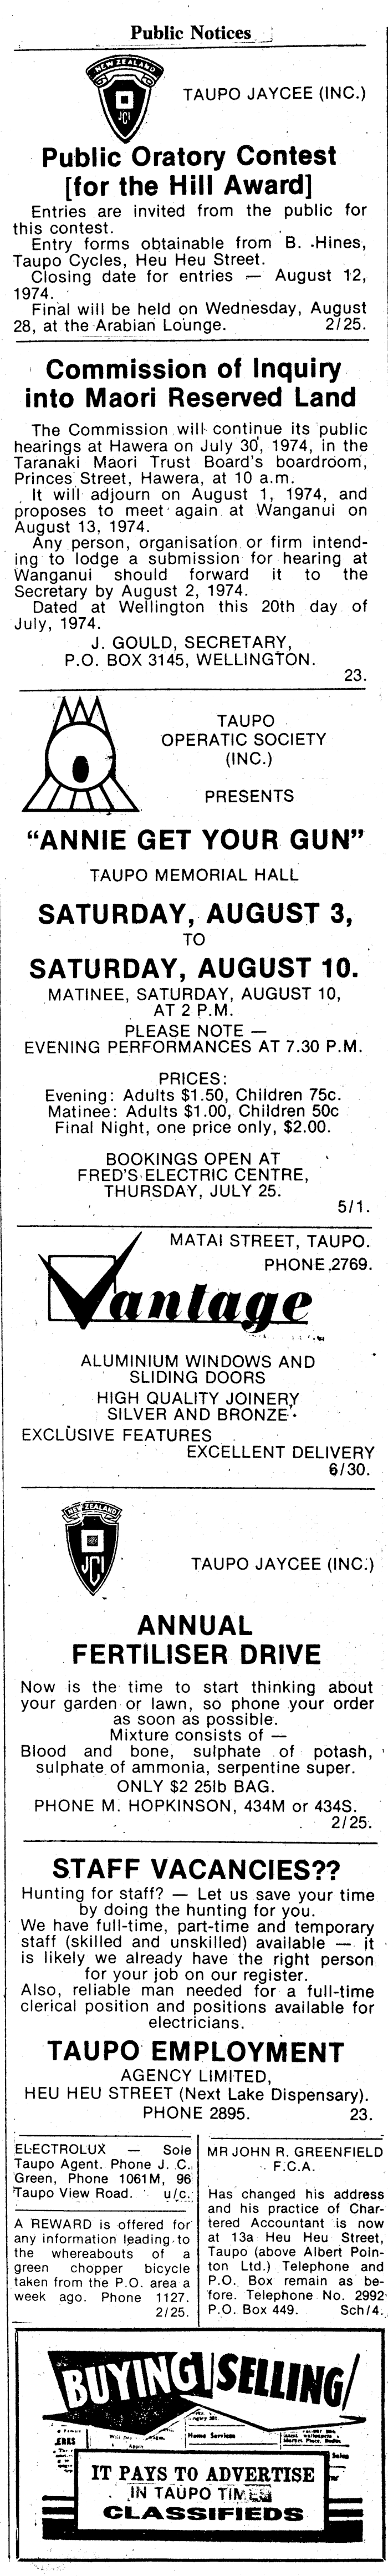 Public Notices
NEW ZEALAND
JCI
TAUPO JAYCEE (INC.)
Public Oratory Contest
[for the Hill Award]
Entries are invited from the public for
this contest.
Entry forms obtainable from B. Hines,
Taupo Cycles, Heu Heu Street.
Closing date for entries — August 12,
1974.
Final will be held on Wednesday, August
28, at the Arabian Lounge. 2/25.
Commission of Inquiry
into Maori Reserved Land
The Commission will continue its public
hearings at Hawera on July 30, 1974, in the
Taranaki Maori Trust Board's boardroom,
Princes Street, Hawera, at 10 a.m.
It will adjourn on August 1, 1974, and
proposes to meet again at Wanganui on
August 13, 1974.
Any person, organisation or firm intend-
ing to lodge a submission for hearing at
Wanganui should forward it to the
Secretary by August 2, 1974.
Dated at Wellington this 20th day of
July, 1974.
J. GOULD, SECRETARY,
P.O. BOX 3145, WELLINGTON.
23.
TAUPO
OPERATIC SOCIETY
(INC.)
PRESENTS
“ANNIE GET YOUR GUN”
TAUPO MEMORIAL HALL
SATURDAY, AUGUST 3,
TO
SATURDAY, AUGUST 10.
MATINEE, SATURDAY, AUGUST 10,
AT 2 P.M.
PLEASE NOTE —
EVENING PERFORMANCES AT 7.30 P.M.
PRICES:
Evening: Adults $1.50, Children 75c.
Matinee: Adults $1.00, Children 50c
Final Night, one price only, $2.00.
BOOKINGS OPEN AT
FRED'S ELECTRIC CENTRE,
THURSDAY, JULY 25.
5/1.
MATAI STREET, TAUPO.
PHONE 2769.
Vantage
ALUMINIUM WINDOWS AND
SLIDING DOORS
HIGH QUALITY JOINERY
SILVER AND BRONZE
EXCLUSIVE FEATURES
EXCELLENT DELIVERY
6/30.
NEW ZEALAND
JCI
TAUPO JAYCEE (INC.)
ANNUAL
FERTILISER DRIVE
Now is the time to start thinking about
your garden or lawn, so phone your order
as soon as possible.
Mixture consists of —
Blood and bone, sulphate of potash,
sulphate of ammonia, serpentine super.
ONLY $2 25lb BAG.
PHONE M. HOPKINSON, 434M or 434S.
2/25.
STAFF VACANCIES??
Hunting for staff? — Let us save your time
by doing the hunting for you.
We have full-time, part-time and temporary
staff (skilled and unskilled) available — it
is likely we already have the right person
for your job on our register.
Also, reliable man needed for a full-time
clerical position and positions available for
electricians.
TAUPO EMPLOYMENT
AGENCY LIMITED,
HEU HEU STREET (Next Lake Dispensary).
PHONE 2895. 23.
ELECTROLUX — Sole
Taupo Agent. Phone J. C.
Green, Phone 1061M, 96
Taupo View Road. u/c.
A REWARD is offered for
any information leading to
the whereabouts of a
green chopper bicycle
taken from the P.O. area a
week ago. Phone 1127.
2/25.
MR JOHN R. GREENFIELD
F.C.A.
Has changed his address
and his practice of Char-
tered Accountant is now
at 13a Heu Heu Street,
Taupo (above Albert Poin-
ton Ltd.) Telephone and
P.O. Box remain as be-
fore. Telephone No. 2992
P.O. Box 449. Sch/4.
BUYING/SELLING/
Home Services
IT PAYS TO ADVERTISE
IN TAUPO TIMES
CLASSIFIEDS